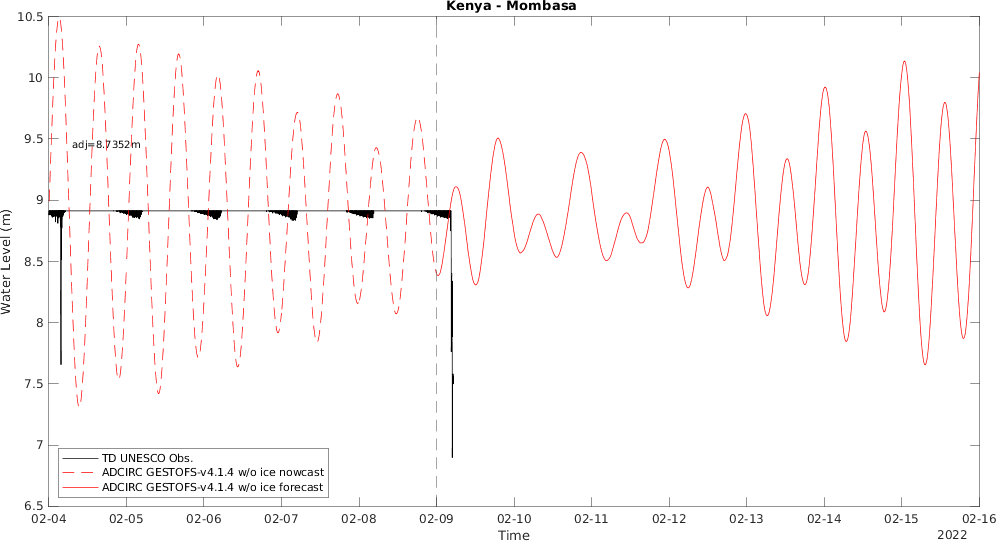 Kenya - Mombasa
10.5
10
9.5
9
8.5
8
7.5
7
6.5
Water Level (m)
adj=8.7352m
TD UNESCO Obs.
ADCIRC GESTOFS-v4.1.4 w/o ice nowcast
ADCIRC GESTOFS-v4.1.4 w/o ice forecast
02-04 02-05 02-06 02-07 02-08 02-09 02-10 02-11 02-12 02-13 02-14 02-15 02-16
Time
2022